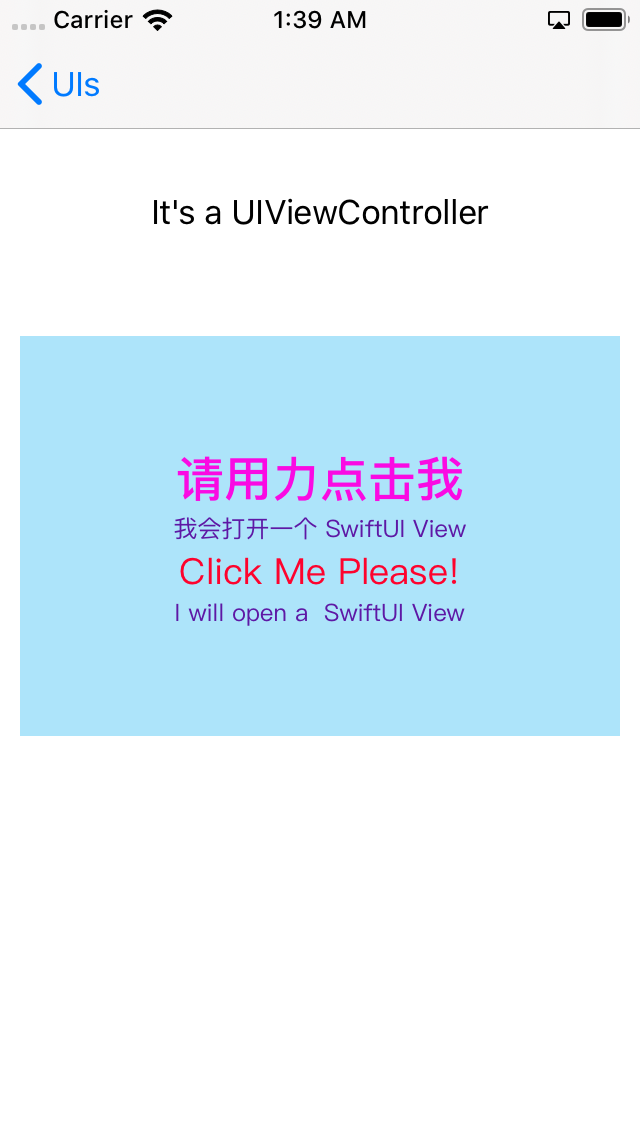 Carrier 1:39 AM
UIs
It's a UIViewController
请用力点击我
我会打开一个 SwiftUI View
Click Me Please!
I will open a  SwiftUI View